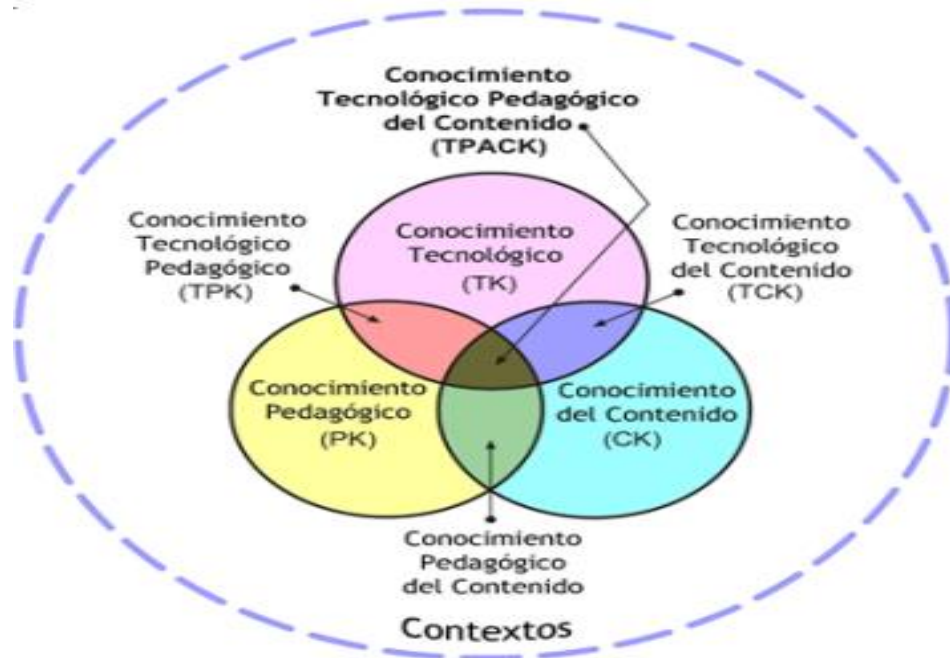 Conocimiento
Tecnológico Pedagógico
del Contenido
(TPACK)
Conocimiento
Tecnológico
Pedagógico
(TPK)
Conocimiento
Tecnológico
(TK)
Conocimiento
Tecnológico
del Contenido
(TCK)
Conocimiento
Pedagógico
(PK)
Conocimiento
del Contenido
(CK)
Conocimiento
Pedagógico
del Contenido
Contextos